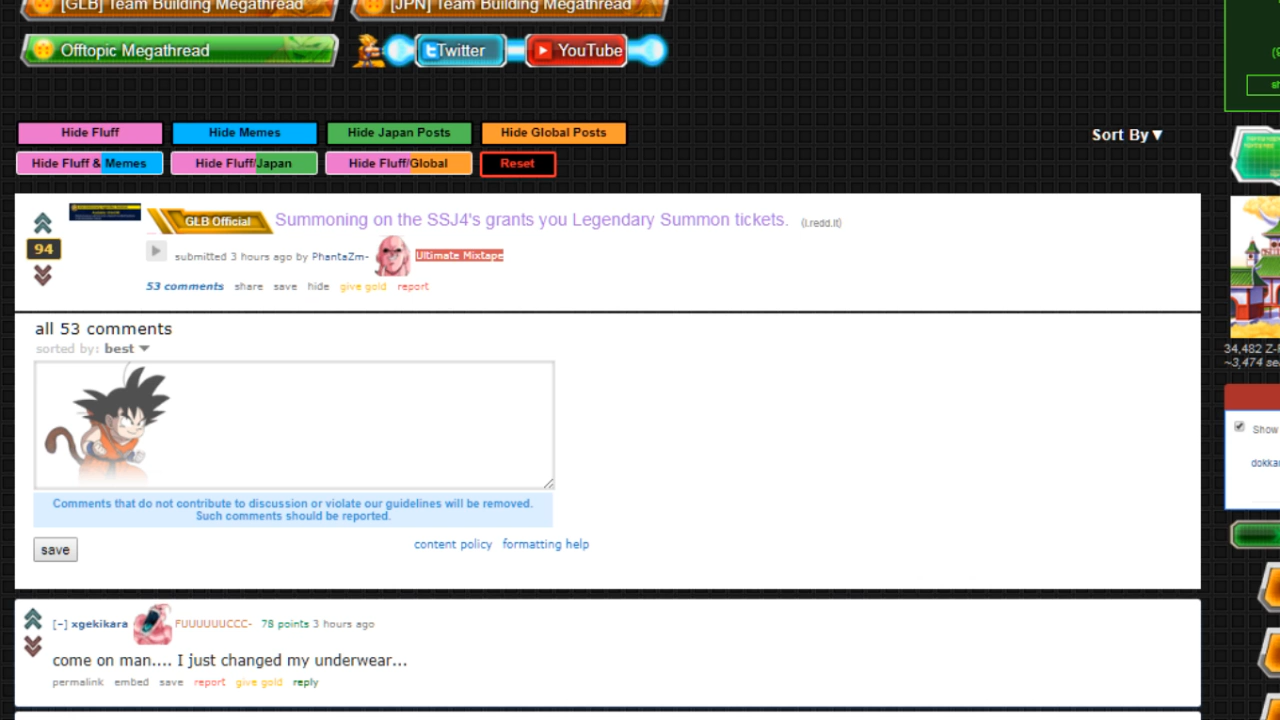 [GLB] Team Building Megathread
[JPN] Team Building Megathread
Offtopic Megathread
Twitter
YouTube
Hide Fluff
Hide Memes
Hide Japan Posts
Hide Global Posts
Sort By▼
Hide Fluff & Memes
Hide Fluff/Japan
Hide Fluff/Global
Reset
GLB Official
Summoning on the SSJ4's grants you Legendary Summon tickets.
(i.redd.it)
94
submitted 3 hours ago by PhantaZm-
Ultimate Mixtape
53 comments share save hide give gold report
all 53 comments
sorted by: best
34,482 Z-F
~3,474 se
Show
dokkan
Comments that do not contribute to discussion or violate our guidelines will be removed.
Such comments should be reported.
content policy formatting help
save
[–] xgekikara FUUUUUUCCC- 78 points 3 hours ago
come on man.... I just changed my underwear...
permalink embed save report give gold reply